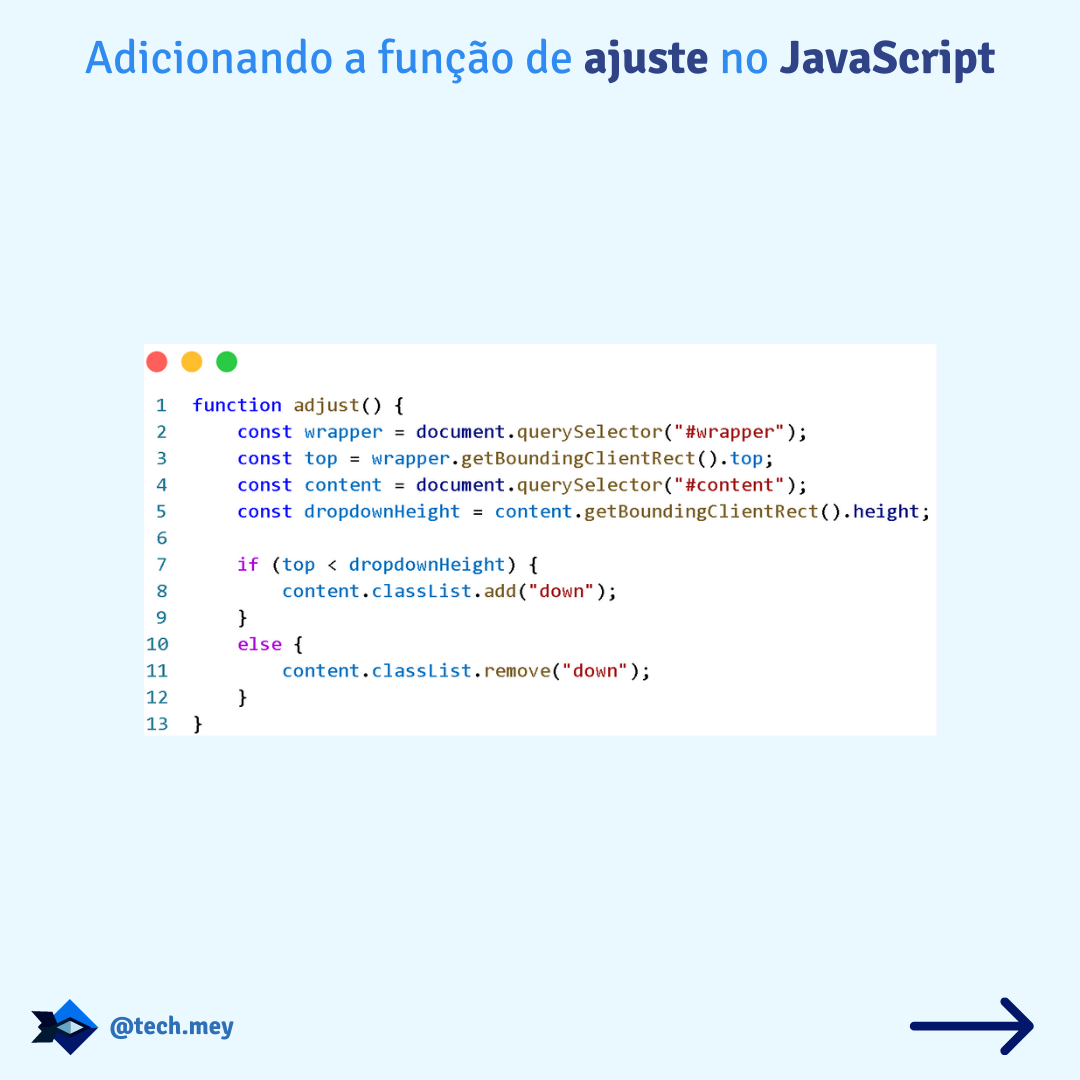 Adicionando a função de ajuste no JavaScript
1 function adjust() {
2     const wrapper = document.querySelector("#wrapper");
3     const top = wrapper.getBoundingClientRect().top;
4     const content = document.querySelector("#content");
5     const dropdownHeight = content.getBoundingClientRect().height;
6
7     if (top < dropdownHeight) {
8         content.classList.add("down");
9     }
10     else {
11         content.classList.remove("down");
12     }
13 }
@tech.mey